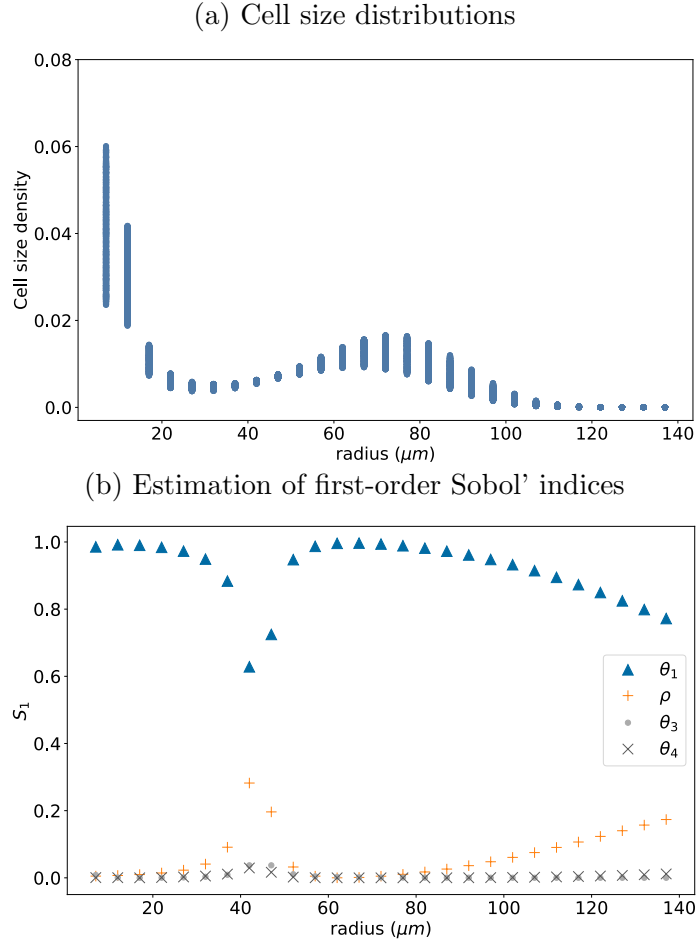 (a) Cell size distributions
0.08
0.06
0.04
0.02
0.00
Cell size density
20 40 60 80 100 120 140
radius (μm)
(b) Estimation of first-order Sobol' indices
1.0
0.8
0.6
0.4
0.2
0.0
S₁
θ₁
ρ
θ₃
θ₄
20 40 60 80 100 120 140
radius (μm)